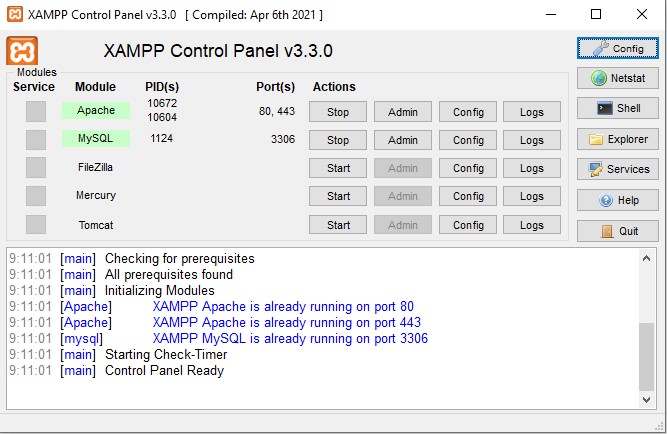 XAMPP Control Panel v3.3.0 [ Compiled: Apr 6th 2021 ]
XAMPP Control Panel v3.3.0
Config
Modules
Service Module PID(s) Port(s) Actions
Netstat
Apache 10672 10604 80, 443 Stop Admin Config Logs
Shell
MySQL 1124 3306 Stop Admin Config Logs
Explorer
FileZilla Start Admin Config Logs
Services
Mercury Start Admin Config Logs
Help
Tomcat Start Admin Config Logs
Quit
9:11:01 [main] Checking for prerequisites
9:11:01 [main] All prerequisites found
9:11:01 [main] Initializing Modules
9:11:01 [Apache] XAMPP Apache is already running on port 80
9:11:01 [Apache] XAMPP Apache is already running on port 443
9:11:01 [mysql] XAMPP MySQL is already running on port 3306
9:11:01 [main] Starting Check-Timer
9:11:01 [main] Control Panel Ready